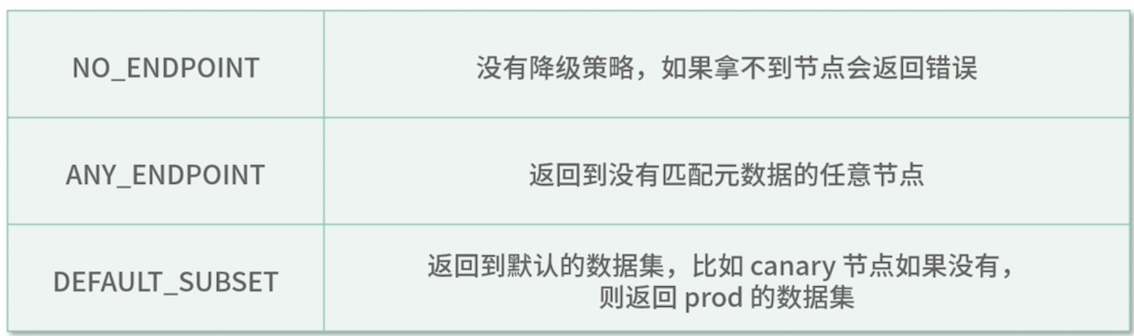 NO_ENDPOINT
没有降级策略，如果拿不到节点会返回错误
ANY_ENDPOINT
返回到没有匹配元数据的任意节点
DEFAULT_SUBSET
返回到默认的数据集，比如 canary 节点如果没有，
则返回 prod 的数据集